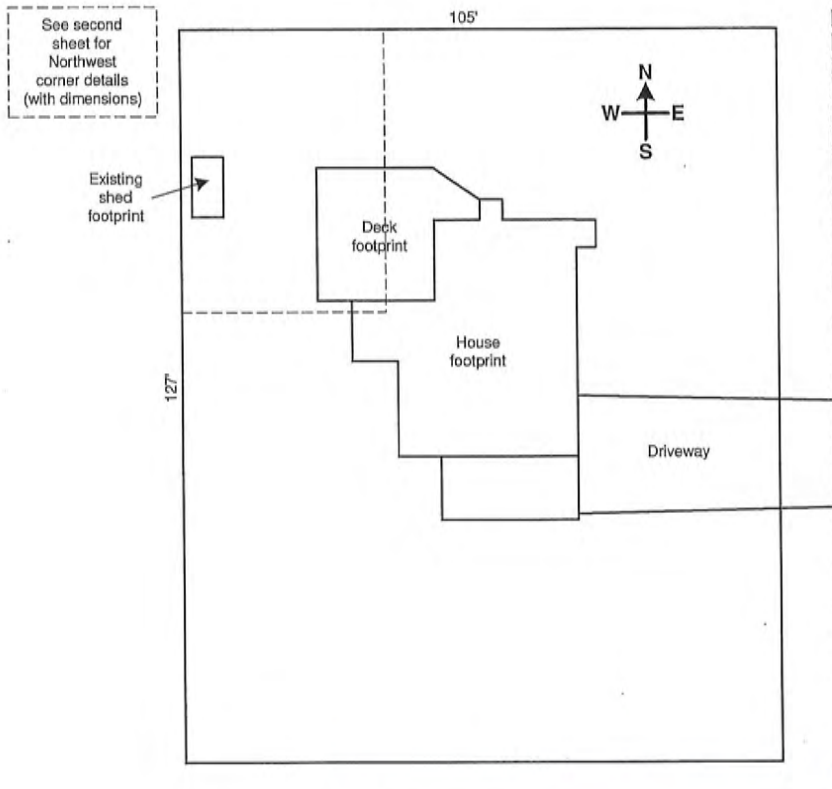 105'
See second
sheet for
Northwest
corner details
(with dimensions)
N
W E
S
Existing
shed
footprint
Deck
footprint
House
footprint
127'
Driveway